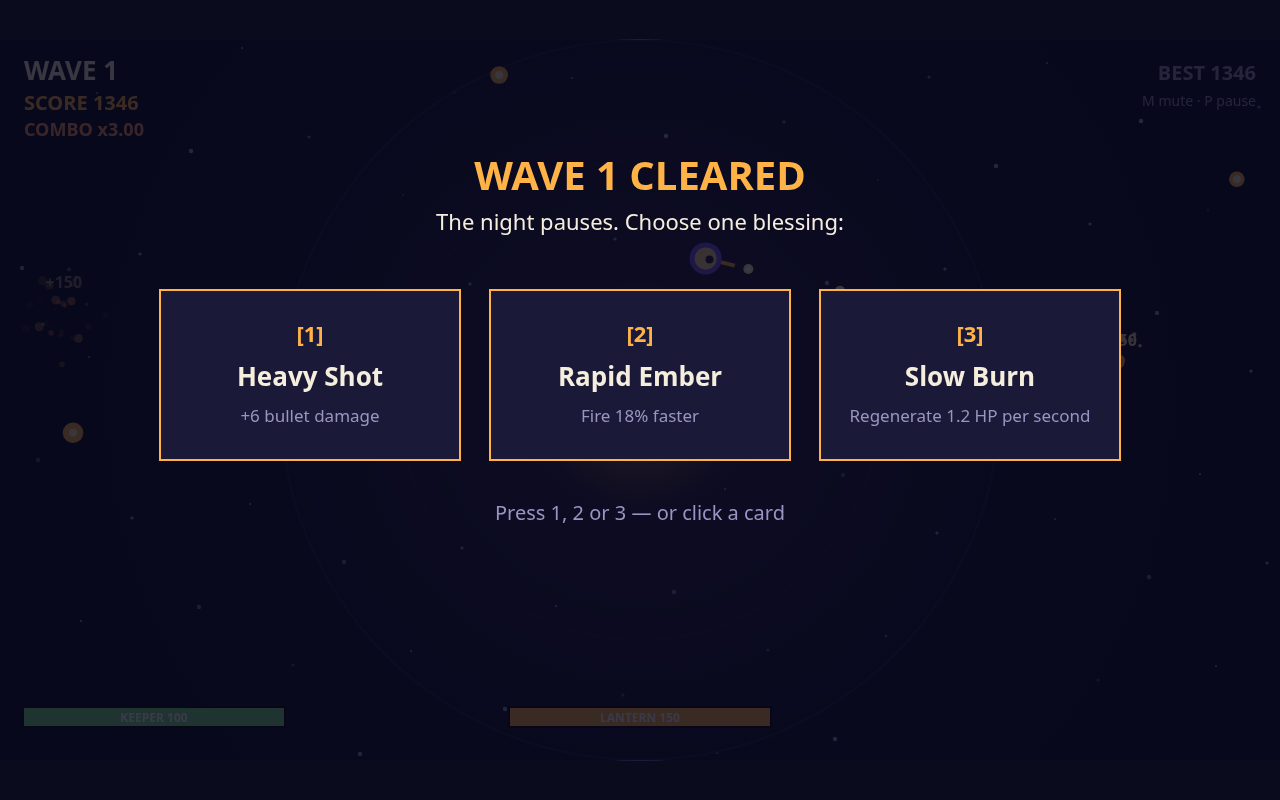 WAVE 1
SCORE 1346
COMBO x3.00
BEST 1346
M mute · P pause
WAVE 1 CLEARED
The night pauses. Choose one blessing:
+150
[1]
Heavy Shot
+6 bullet damage
[2]
Rapid Ember
Fire 18% faster
[3]
Slow Burn
Regenerate 1.2 HP per second
Press 1, 2 or 3 — or click a card
KEEPER 100
LANTERN 150